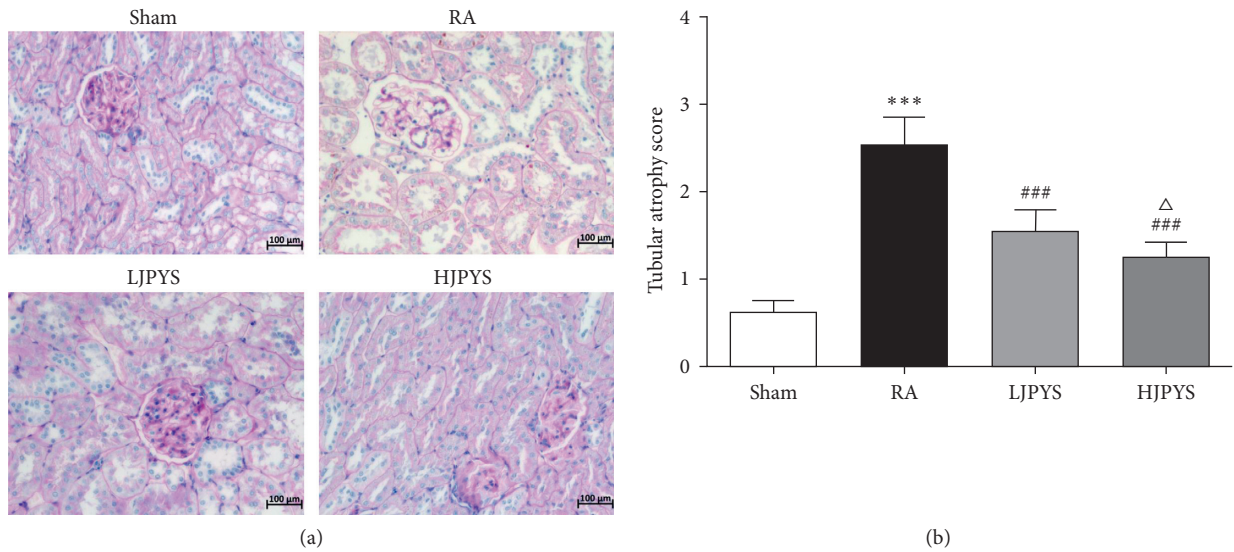 Sham
RA
100 µm
100 µm
LJPYS
HJPYS
100 µm
100 µm
(a)
Tubular atrophy score
4
3
2
1
0
***
###
△
###
Sham
RA
LJPYS
HJPYS
(b)